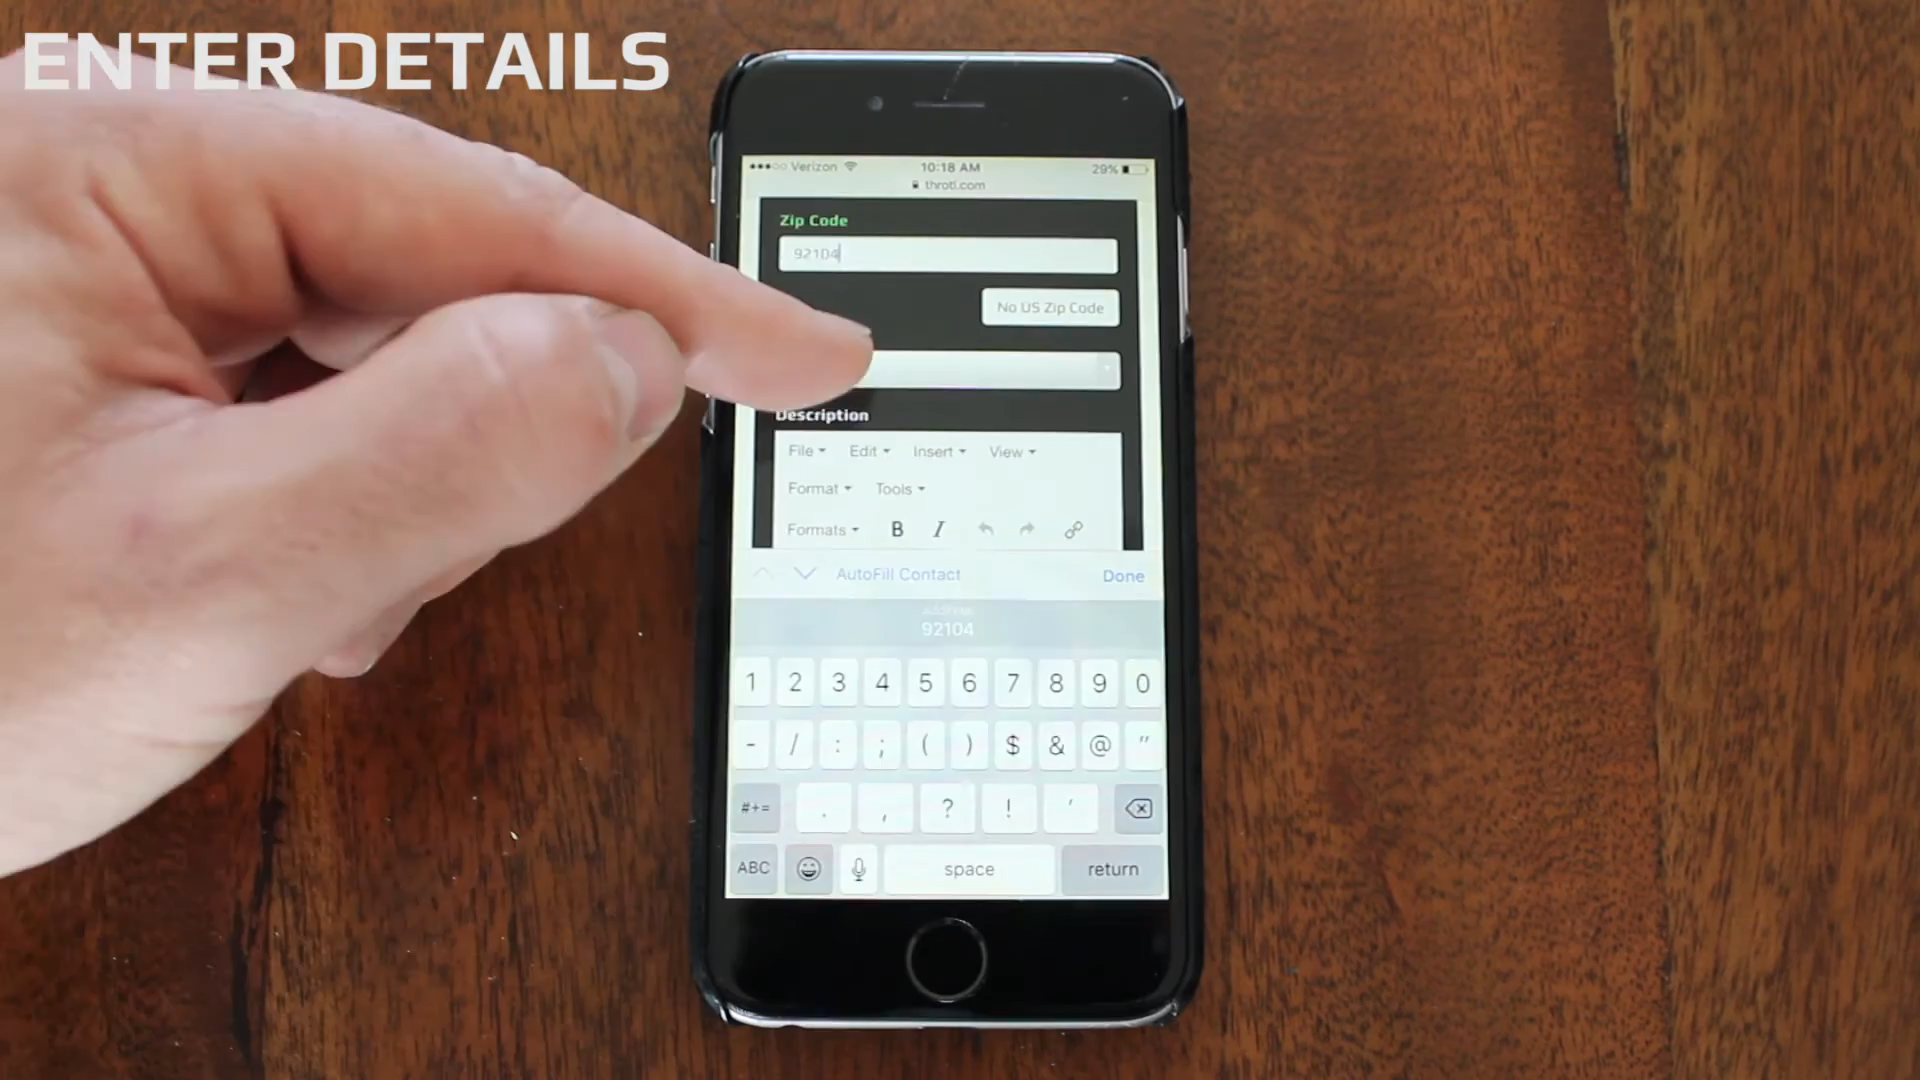 ENTER DETAILS
Verizon 10:18 AM 29%
throtl.com
Zip Code
92104
No US Zip Code
Description
File Edit Insert View
Format Tools
Formats B I
AutoFill Contact Done
address
92104
1 2 3 4 5 6 7 8 9 0
- / : ; ( ) $ & @ "
#+= . , ? ! '
ABC space return